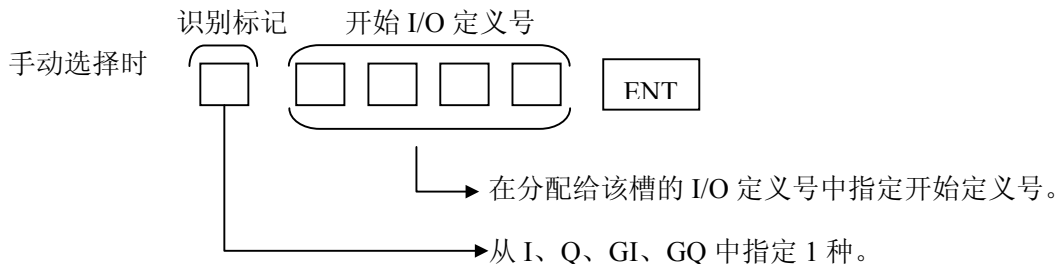 识别标记 开始 I/O 定义号
手动选择时
ENT
在分配给该槽的 I/O 定义号中指定开始定义号。
从 I、Q、GI、GQ 中指定 1 种。